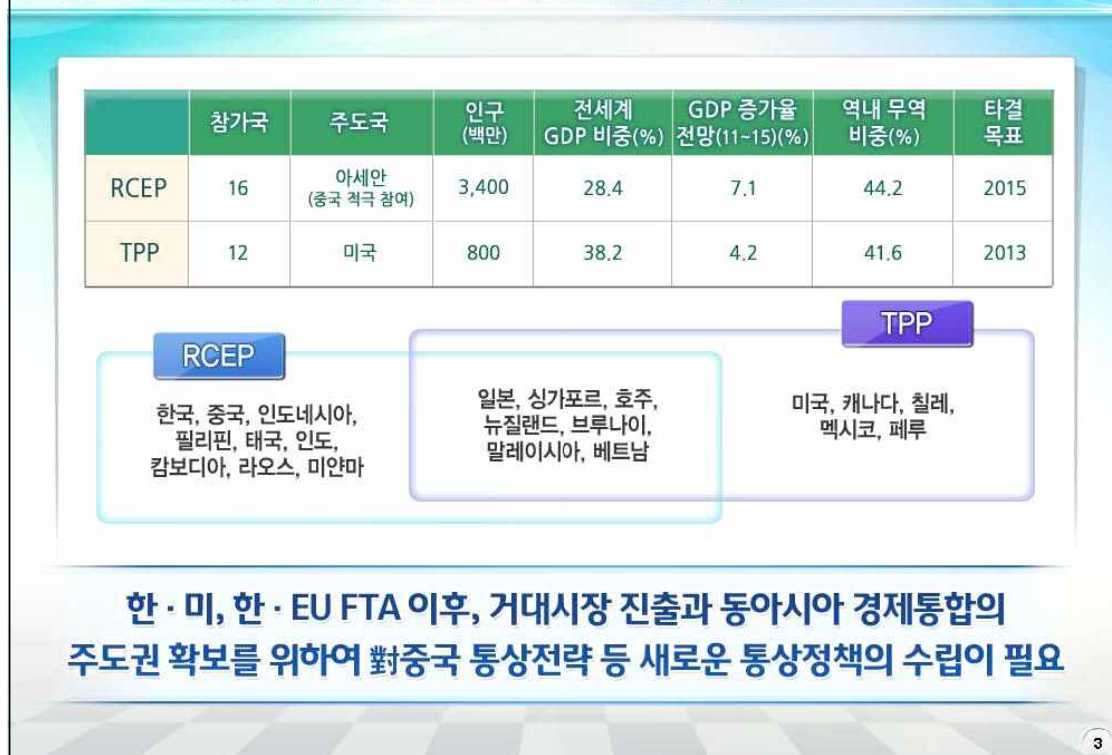 참가국 주도국 인구 (백만) 전세계 GDP 비중(%) GDP 증가율 전망(11~15)(%) 역내 무역 비중(%) 타결 목표
RCEP 16 아세안 (중국 적극 참여) 3,400 28.4 7.1 44.2 2015
TPP 12 미국 800 38.2 4.2 41.6 2013
RCEP
한국, 중국, 인도네시아,
필리핀, 태국, 인도,
캄보디아, 라오스, 미얀마
일본, 싱가포르, 호주,
뉴질랜드, 브루나이,
말레이시아, 베트남
TPP
미국, 캐나다, 칠레,
멕시코, 페루
한 · 미, 한 · EU FTA 이후, 거대시장 진출과 동아시아 경제통합의
주도권 확보를 위하여 對중국 통상전략 등 새로운 통상정책의 수립이 필요
3